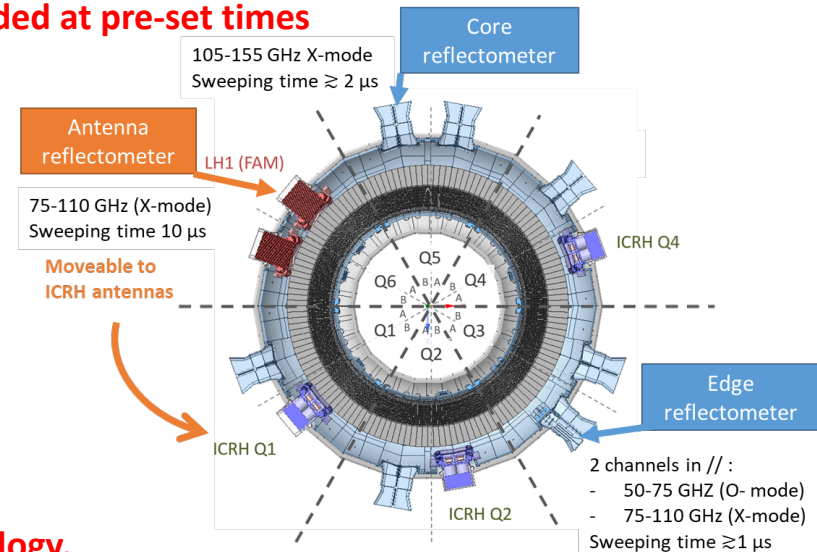 ded at pre-set times
Core
reflectometer
105-155 GHz X-mode
Sweeping time ≳ 2 µs
Antenna
reflectometer
LH1 (FAM)
75-110 GHz (X-mode)
Sweeping time 10 µs
Moveable to
ICRH antennas
ICRH Q4
Q5
Q6 B A A B Q4
A B
B A
A B
B A
Q1 B A B A Q3
Q2
Edge
reflectometer
ICRH Q1
ICRH Q2
2 channels in // :
- 50-75 GHZ (O- mode)
- 75-110 GHz (X-mode)
Sweeping time ≳1 µs
logy.